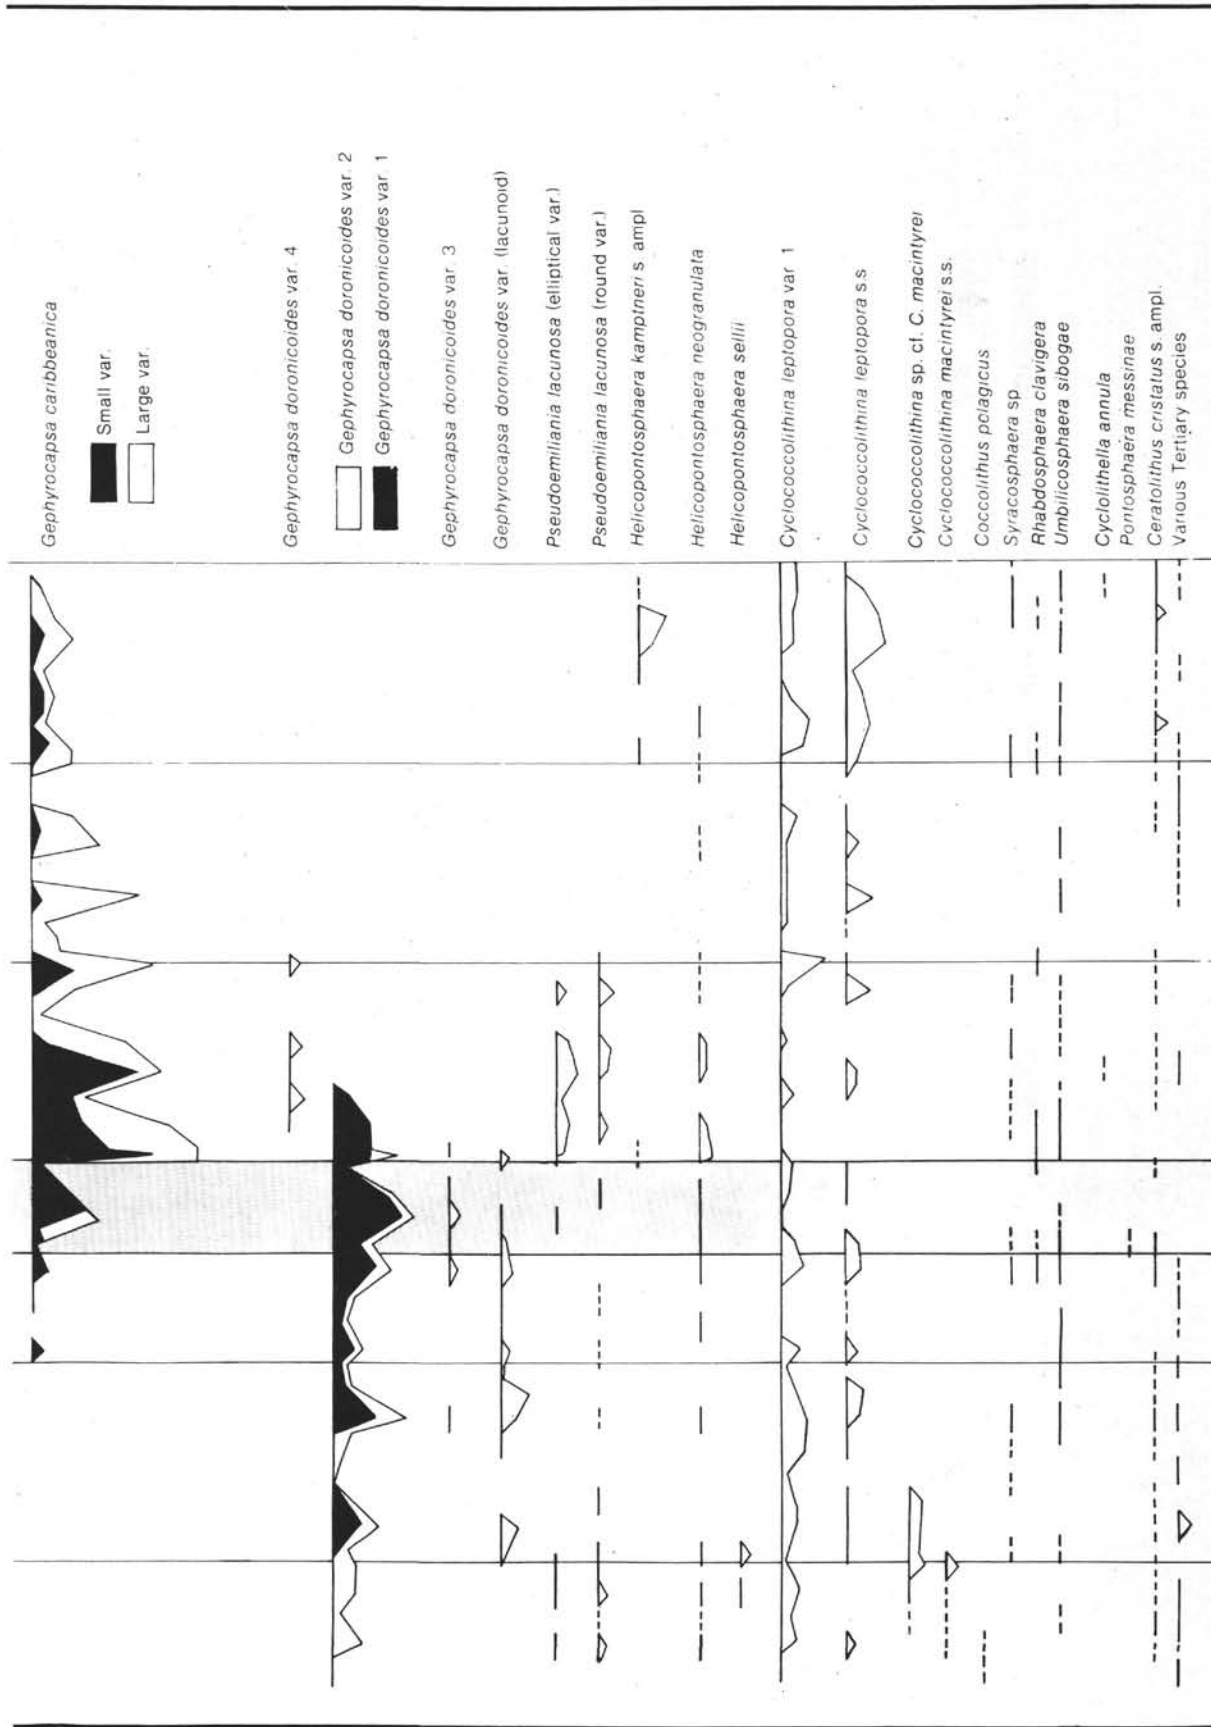 Gephyrocapsa caribbeanica
Small var.
Large var.
Gephyrocapsa doronicoides var. 4
Gephyrocapsa doronicoides var. 2
Gephyrocapsa doronicoides var. 1
Gephyrocapsa doronicoides var. 3
Gephyrocapsa doronicoides var. (lacunoid)
Pseudoemiliania lacunosa (elliptical var.)
Pseudoemiliania lacunosa (round var.)
Helicopontosphaera kamptneri s. ampl
Helicopontosphaera neogranulata
Helicopontosphaera sellii
Cyclococcolithina leptopora var 1
Cyclococcolithina leptopora s.s
Cyclococcolithina sp. cf. C. macintyrei
Cyclococcolithina macintyrei s.s.
Coccolithus pelagicus
Syracosphaera sp
Rhabdosphaera clavigera
Umbilicosphaera sibogae
Cyclolithella annula
Pontosphaera messinae
Ceratolithus cristatus s. ampl.
Various Tertiary species